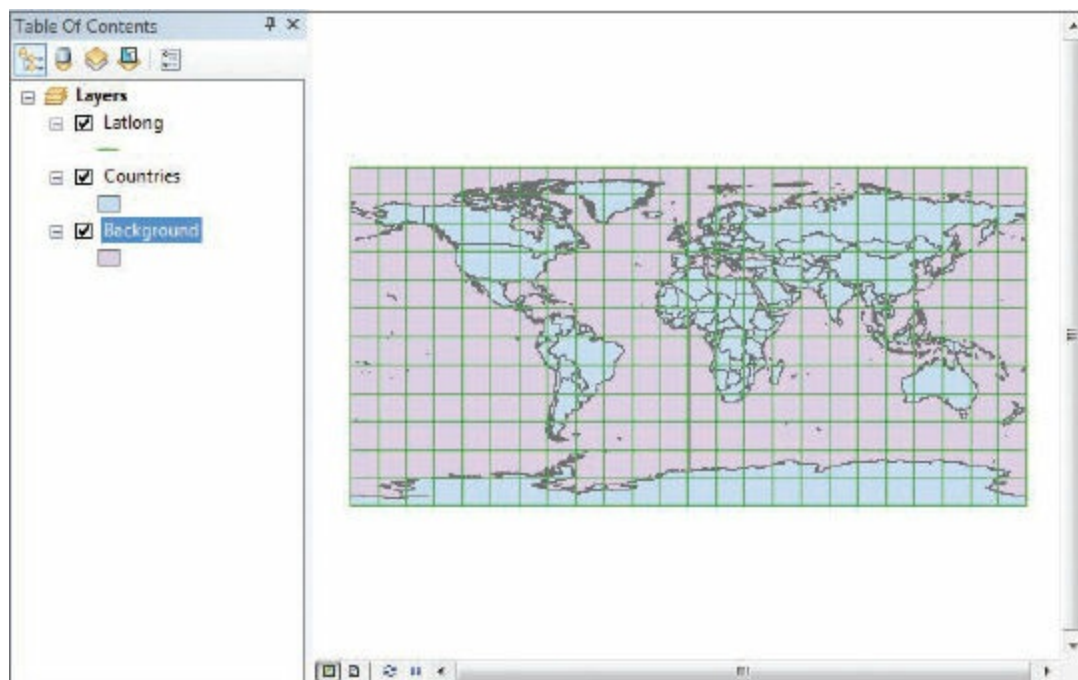 Table Of Contents
Layers
Latlong
Countries
Background